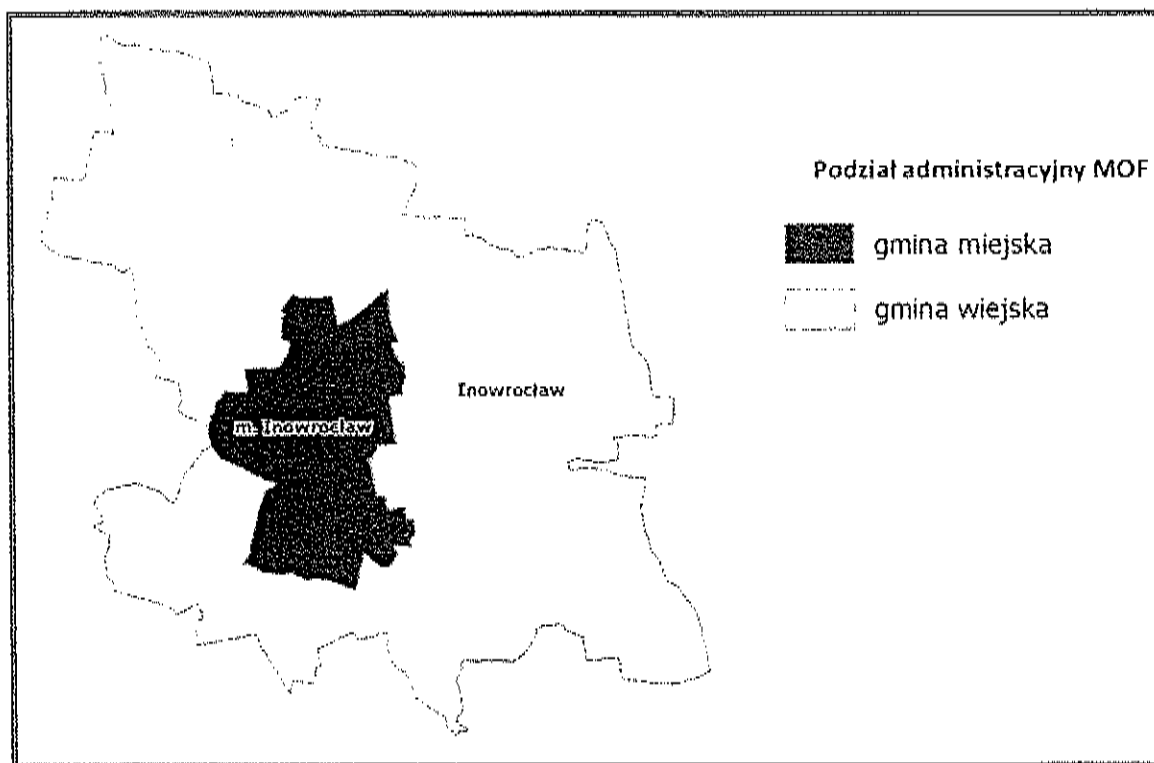 Podział administracyjny MOF
gmina miejska
gmina wiejska
Inowrocław
m. Inowrocław